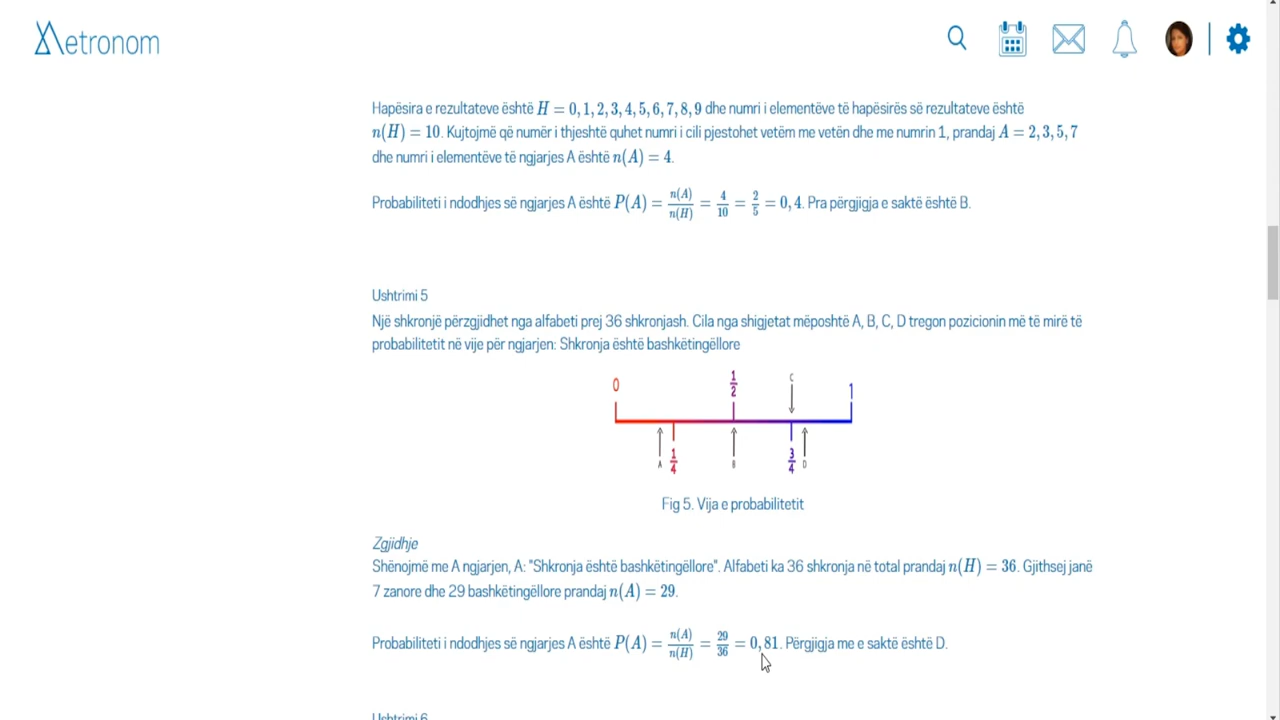 Metronom
Hapësira e rezultateve është H = 0, 1, 2, 3, 4, 5, 6, 7, 8, 9 dhe numri i elementëve të hapësirës së rezultateve është
n(H) = 10. Kujtojmë që numër i thjeshtë quhet numri i cili pjestohet vetëm me vetën dhe me numrin 1, prandaj A = 2, 3, 5, 7
dhe numri i elementëve të ngjarjes A është n(A) = 4.
Probabiliteti i ndodhjes së ngjarjes A është P(A) = n(A)/n(H) = 4/10 = 2/5 = 0, 4. Pra përgjigja e saktë është B.
Ushtrimi 5
Një shkronjë përzgjidhet nga alfabeti prej 36 shkronjash. Cila nga shigjetat mëposhtë A, B, C, D tregon pozicionin më të mirë të
probabilitetit në vije për ngjarjen: Shkronja është bashkëtingëllore
0 1/2 C 1
A 1/4 B 3/4 D
Fig 5. Vija e probabilitetit
Zgjidhje
Shënojmë me A ngjarjen, A: "Shkronja është bashkëtingëllore". Alfabeti ka 36 shkronja në total prandaj n(H) = 36. Gjithsej janë
7 zanore dhe 29 bashkëtingëllore prandaj n(A) = 29.
Probabiliteti i ndodhjes së ngjarjes A është P(A) = n(A)/n(H) = 29/36 = 0, 81. Përgjigja me e saktë është D.
Ushtrimi 6